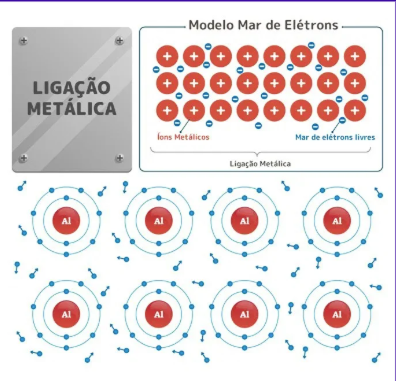 Modelo Mar de Elétrons
LIGAÇÃO
METÁLICA
Íons Metálicos
Mar de elétrons livres
Ligação Metálica
Al
Al
Al
Al
Al
Al
Al
Al